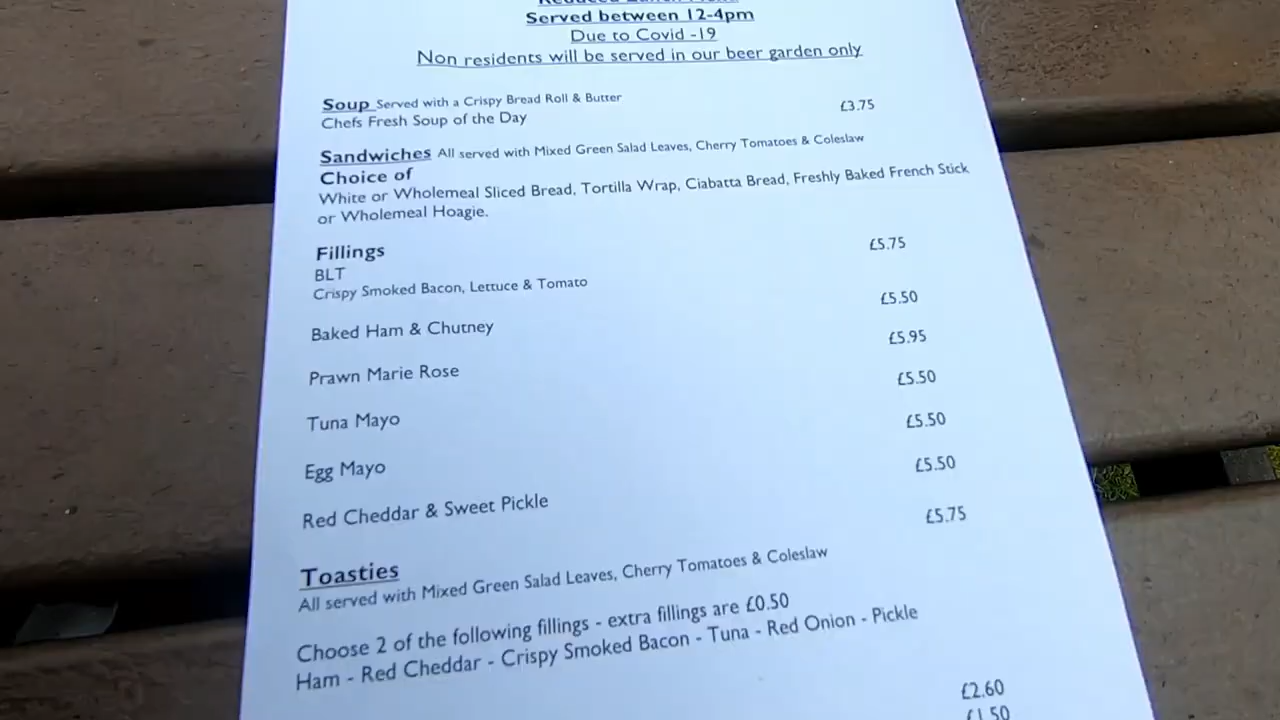 Served between 12-4pm
Due to Covid -19
Non residents will be served in our beer garden only
Soup Served with a Crispy Bread Roll & Butter
Chefs Fresh Soup of the Day £3.75
Sandwiches All served with Mixed Green Salad Leaves, Cherry Tomatoes & Coleslaw
Choice of
White or Wholemeal Sliced Bread, Tortilla Wrap, Ciabatta Bread, Freshly Baked French Stick
or Wholemeal Hoagie.
Fillings
BLT £5.75
Crispy Smoked Bacon, Lettuce & Tomato
Baked Ham & Chutney £5.50
Prawn Marie Rose £5.95
Tuna Mayo £5.50
Egg Mayo £5.50
Red Cheddar & Sweet Pickle £5.50
Toasties £5.75
All served with Mixed Green Salad Leaves, Cherry Tomatoes & Coleslaw
Choose 2 of the following fillings - extra fillings are £0.50
Ham - Red Cheddar - Crispy Smoked Bacon - Tuna - Red Onion - Pickle
£2.60
£1.50